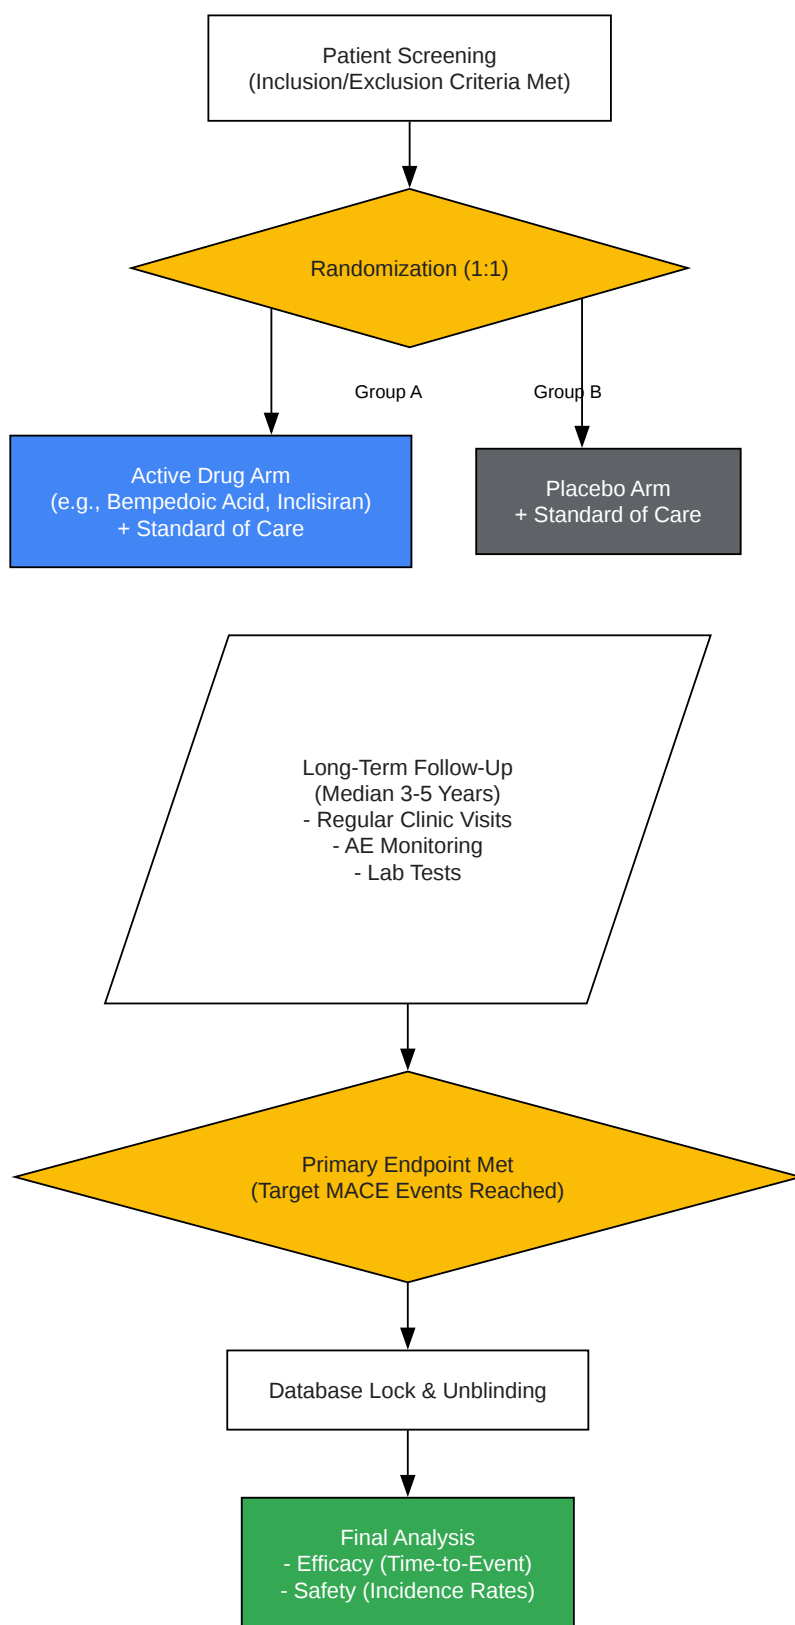 Patient Screening
(Inclusion/Exclusion Criteria Met)
Randomization (1:1)
Group A
Group B
Active Drug Arm
(e.g., Bempedoic Acid, Inclisiran)
+ Standard of Care
Placebo Arm
+ Standard of Care
Long-Term Follow-Up
(Median 3-5 Years)
- Regular Clinic Visits
- AE Monitoring
- Lab Tests
Primary Endpoint Met
(Target MACE Events Reached)
Database Lock & Unblinding
Final Analysis
- Efficacy (Time-to-Event)
- Safety (Incidence Rates)